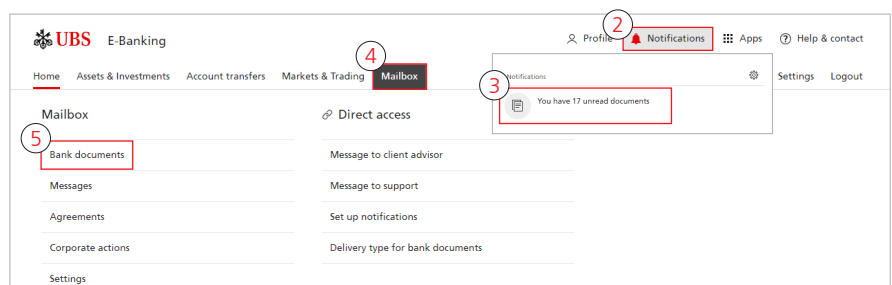 UBS E-Banking
Profile
2
Notifications
Apps
Help & contact
Home Assets & Investments Account transfers Markets & Trading
4
Mailbox
Settings Logout
Notifications
3
You have 17 unread documents
Mailbox
5
Bank documents
Messages
Agreements
Corporate actions
Settings
Direct access
Message to client advisor
Message to support
Set up notifications
Delivery type for bank documents